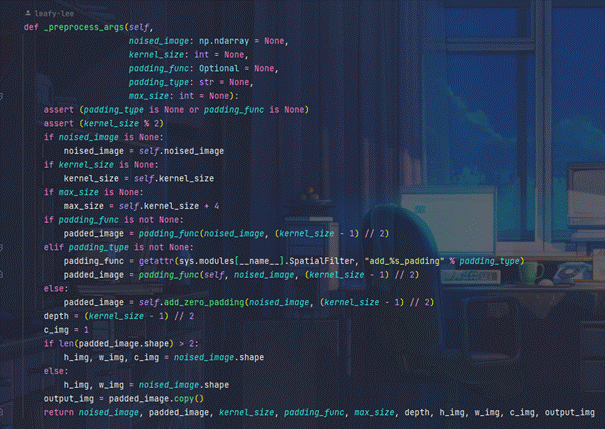 leafy-lee
def _preprocess_args(self,
noised_image: np.ndarray = None,
kernel_size: int = None,
padding_func: Optional = None,
padding_type: str = None,
max_size: int = None):
assert (padding_type is None or padding_func is None)
assert (kernel_size % 2)
if noised_image is None:
noised_image = self.noised_image
if kernel_size is None:
kernel_size = self.kernel_size
if max_size is None:
max_size = self.kernel_size + 4
if padding_func is not None:
padded_image = padding_func(noised_image, (kernel_size - 1) // 2)
elif padding_type is not None:
padding_func = getattr(sys.modules[__name__].SpatialFilter, "add_%s_padding" % padding_type)
padded_image = padding_func(self, noised_image, (kernel_size - 1) // 2)
else:
padded_image = self.add_zero_padding(noised_image, (kernel_size - 1) // 2)
depth = (kernel_size - 1) // 2
c_img = 1
if len(padded_image.shape) > 2:
h_img, w_img, c_img = noised_image.shape
else:
h_img, w_img = noised_image.shape
output_img = padded_image.copy()
return noised_image, padded_image, kernel_size, padding_func, max_size, depth, h_img, w_img, c_img, output_img